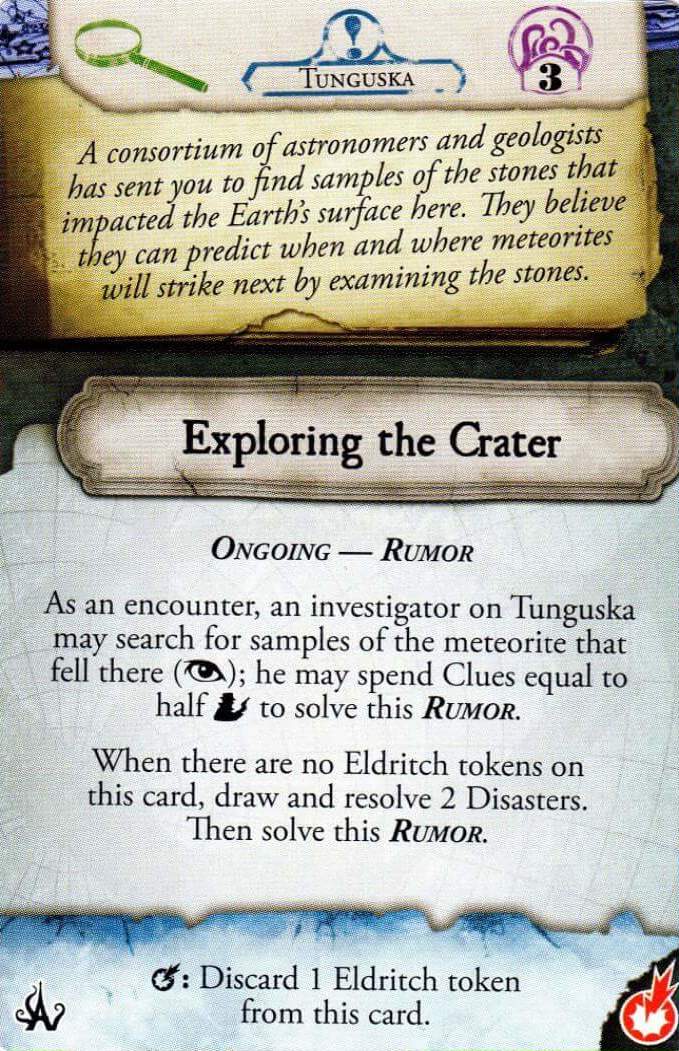 TUNGUSKA
3
A consortium of astronomers and geologists
has sent you to find samples of the stones that
impacted the Earth's surface here. They believe
they can predict when and where meteorites
will strike next by examining the stones.
Exploring the Crater
ONGOING — RUMOR
As an encounter, an investigator on Tunguska
may search for samples of the meteorite that
fell there ( ); he may spend Clues equal to
half to solve this RUMOR.
When there are no Eldritch tokens on
this card, draw and resolve 2 Disasters.
Then solve this RUMOR.
: Discard 1 Eldritch token
from this card.